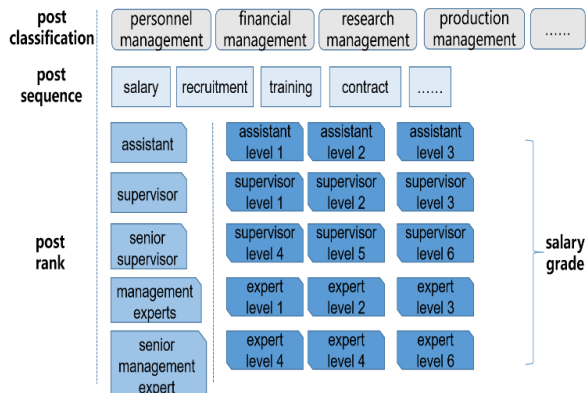 post classification
personnel management
financial management
research management
production management
......
post sequence
salary
recruitment
training
contract
......
post rank
assistant
assistant level 1
assistant level 2
assistant level 3
supervisor
supervisor level 1
supervisor level 2
supervisor level 3
senior supervisor
supervisor level 4
supervisor level 5
supervisor level 6
management experts
expert level 1
expert level 2
expert level 3
senior management expert
expert level 4
expert level 4
expert level 6
salary grade